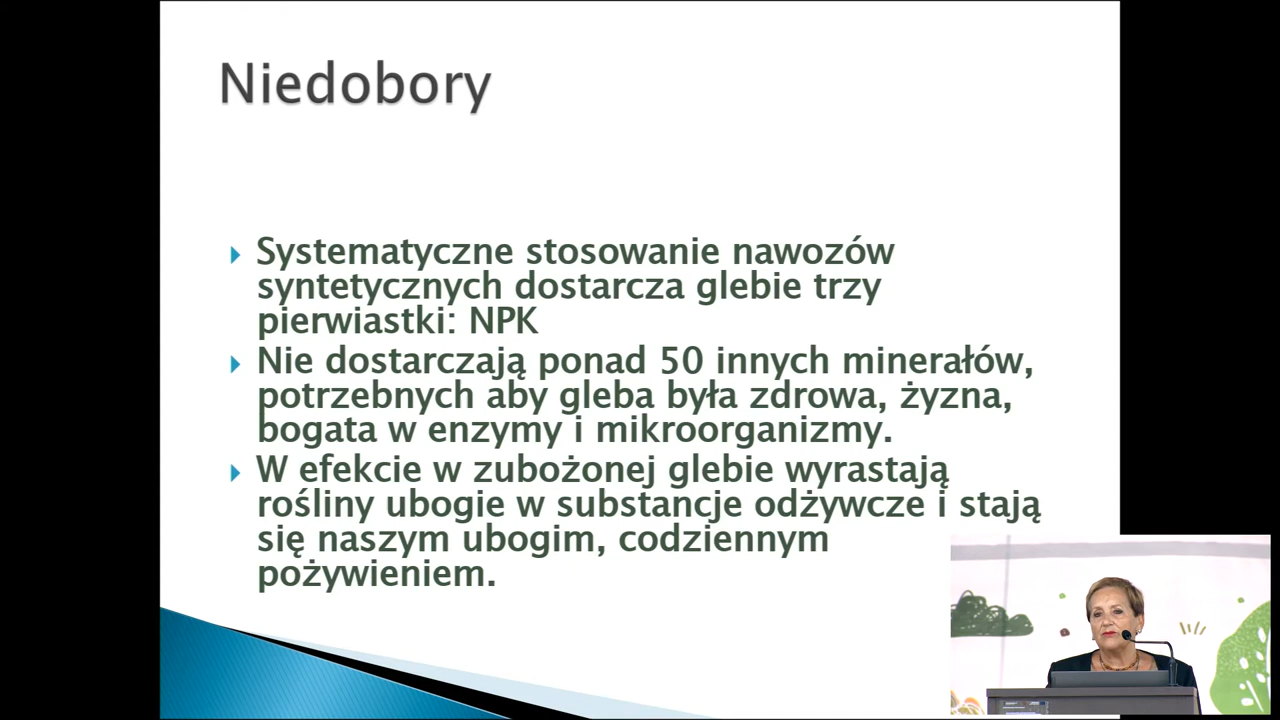 Niedobory
Systematyczne stosowanie nawozów
syntetycznych dostarcza glebie trzy
pierwiastki: NPK
Nie dostarczają ponad 50 innych minerałów,
potrzebnych aby gleba była zdrowa, żyzna,
bogata w enzymy i mikroorganizmy.
W efekcie w zubożonej glebie wyrastają
rośliny ubogie w substancje odżywcze i stają
się naszym ubogim, codziennym
pożywieniem.